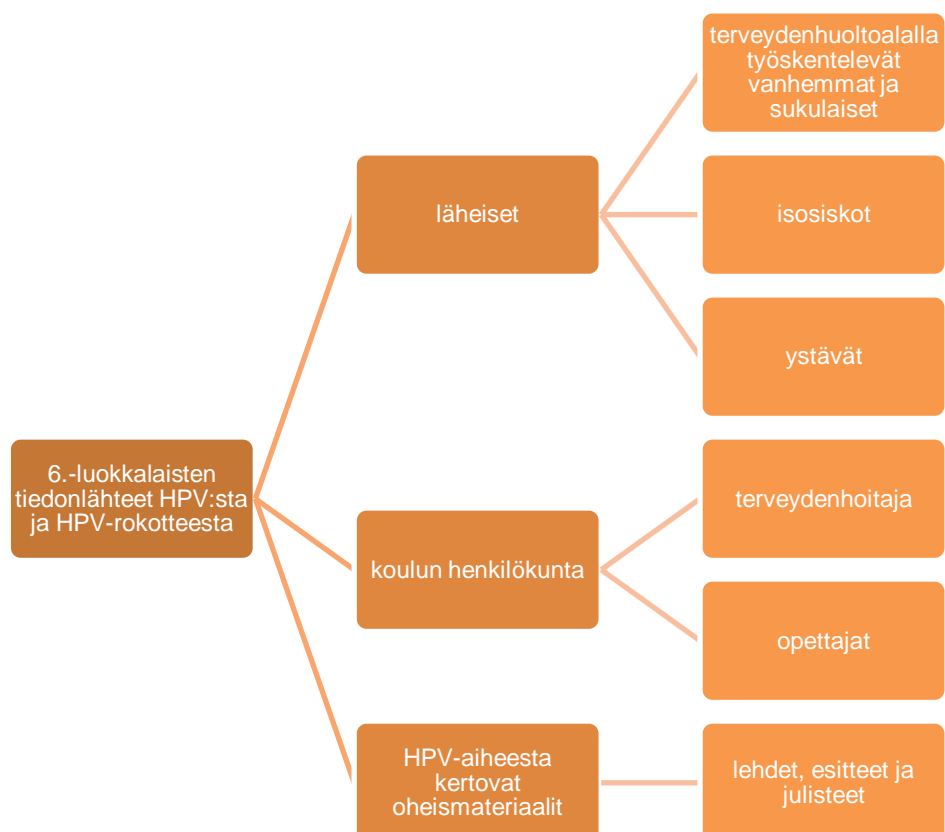 6.-luokkalaisten
tiedonlähteet HPV:sta
ja HPV-rokotteesta
läheiset
terveydenhuoltoalalla
työskentelevät
vanhemmat ja
sukulaiset
isosiskot
ystävät
koulun henkilökunta
terveydenhoitaja
opettajat
HPV-aiheesta
kertovat
oheismateriaalit
lehdet, esitteet ja
julisteet